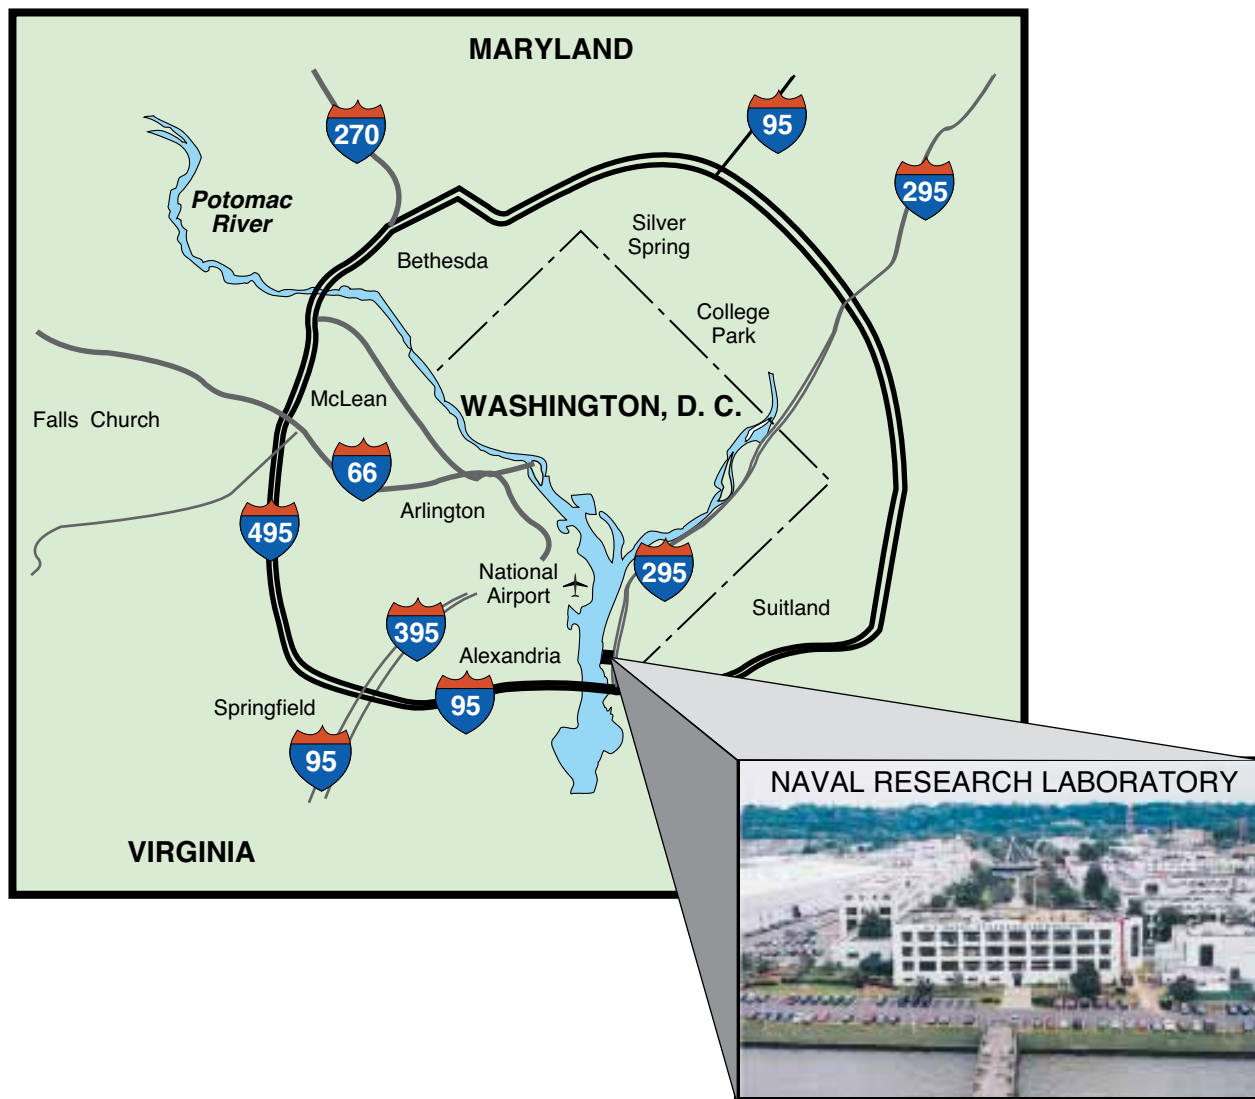 MARYLAND
270
95
295
Potomac
River
Silver
Spring
Bethesda
College
Park
McLean
WASHINGTON, D. C.
Falls Church
66
Arlington
495
National
Airport
295
Suitland
395
Alexandria
Springfield
95
95
NAVAL RESEARCH LABORATORY
VIRGINIA